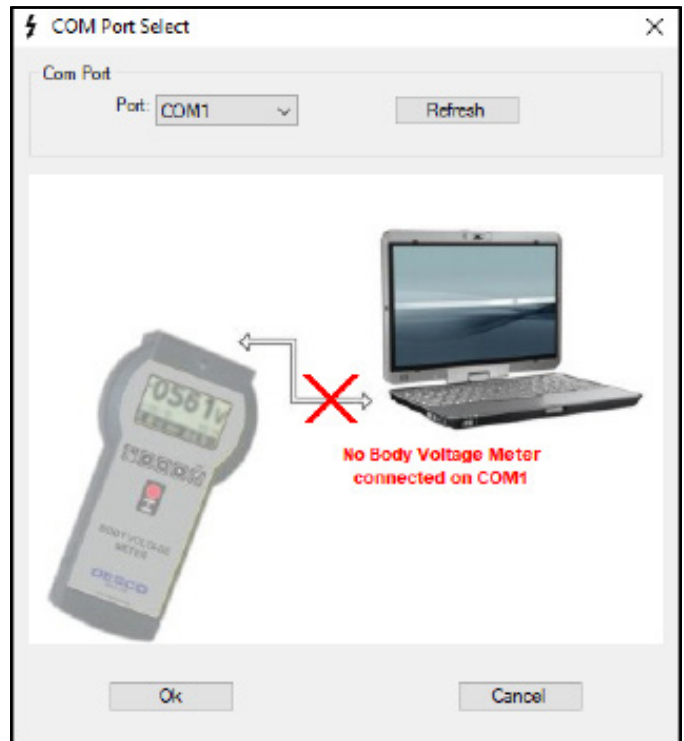 COM Port Select
Com Port
Port: COM1
Refresh
0561v
BODY VOLTAGE
METER
DESCO
No Body Voltage Meter
connected on COM1
Ok
Cancel